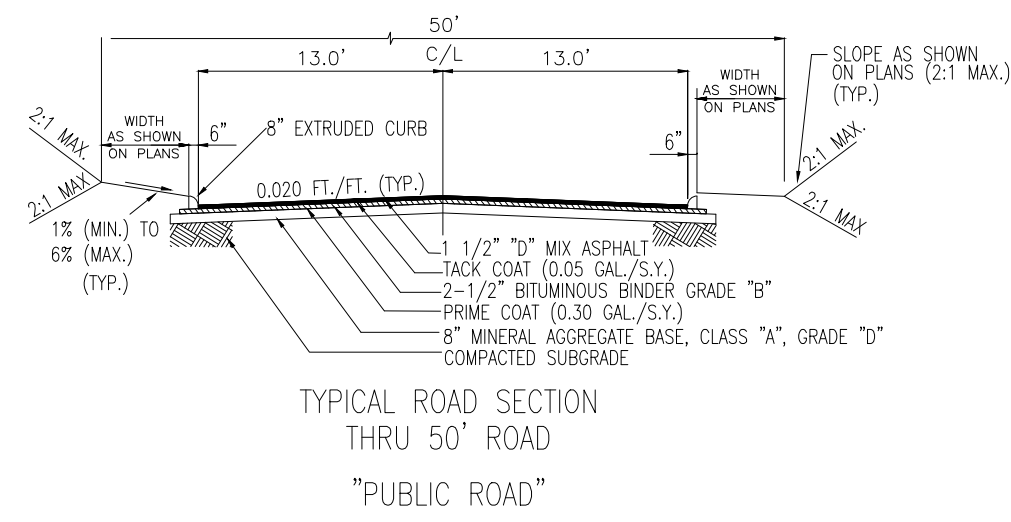 50'
13.0'
C/L
13.0'
SLOPE AS SHOWN
ON PLANS (2:1 MAX.)
(TYP.)
WIDTH
AS SHOWN
ON PLANS
2:1 MAX.
WIDTH
AS SHOWN
ON PLANS
6"
8" EXTRUDED CURB
6"
2:1 MAX.
2:1 MAX
0.020 FT./FT. (TYP.)
2:1 MAX
1% (MIN.) TO
6% (MAX.)
(TYP.)
1 1/2" "D" MIX ASPHALT
TACK COAT (0.05 GAL./S.Y.)
2-1/2" BITUMINOUS BINDER GRADE "B"
PRIME COAT (0.30 GAL./S.Y.)
8" MINERAL AGGREGATE BASE, CLASS "A", GRADE "D"
COMPACTED SUBGRADE
TYPICAL ROAD SECTION
THRU 50' ROAD
"PUBLIC ROAD"